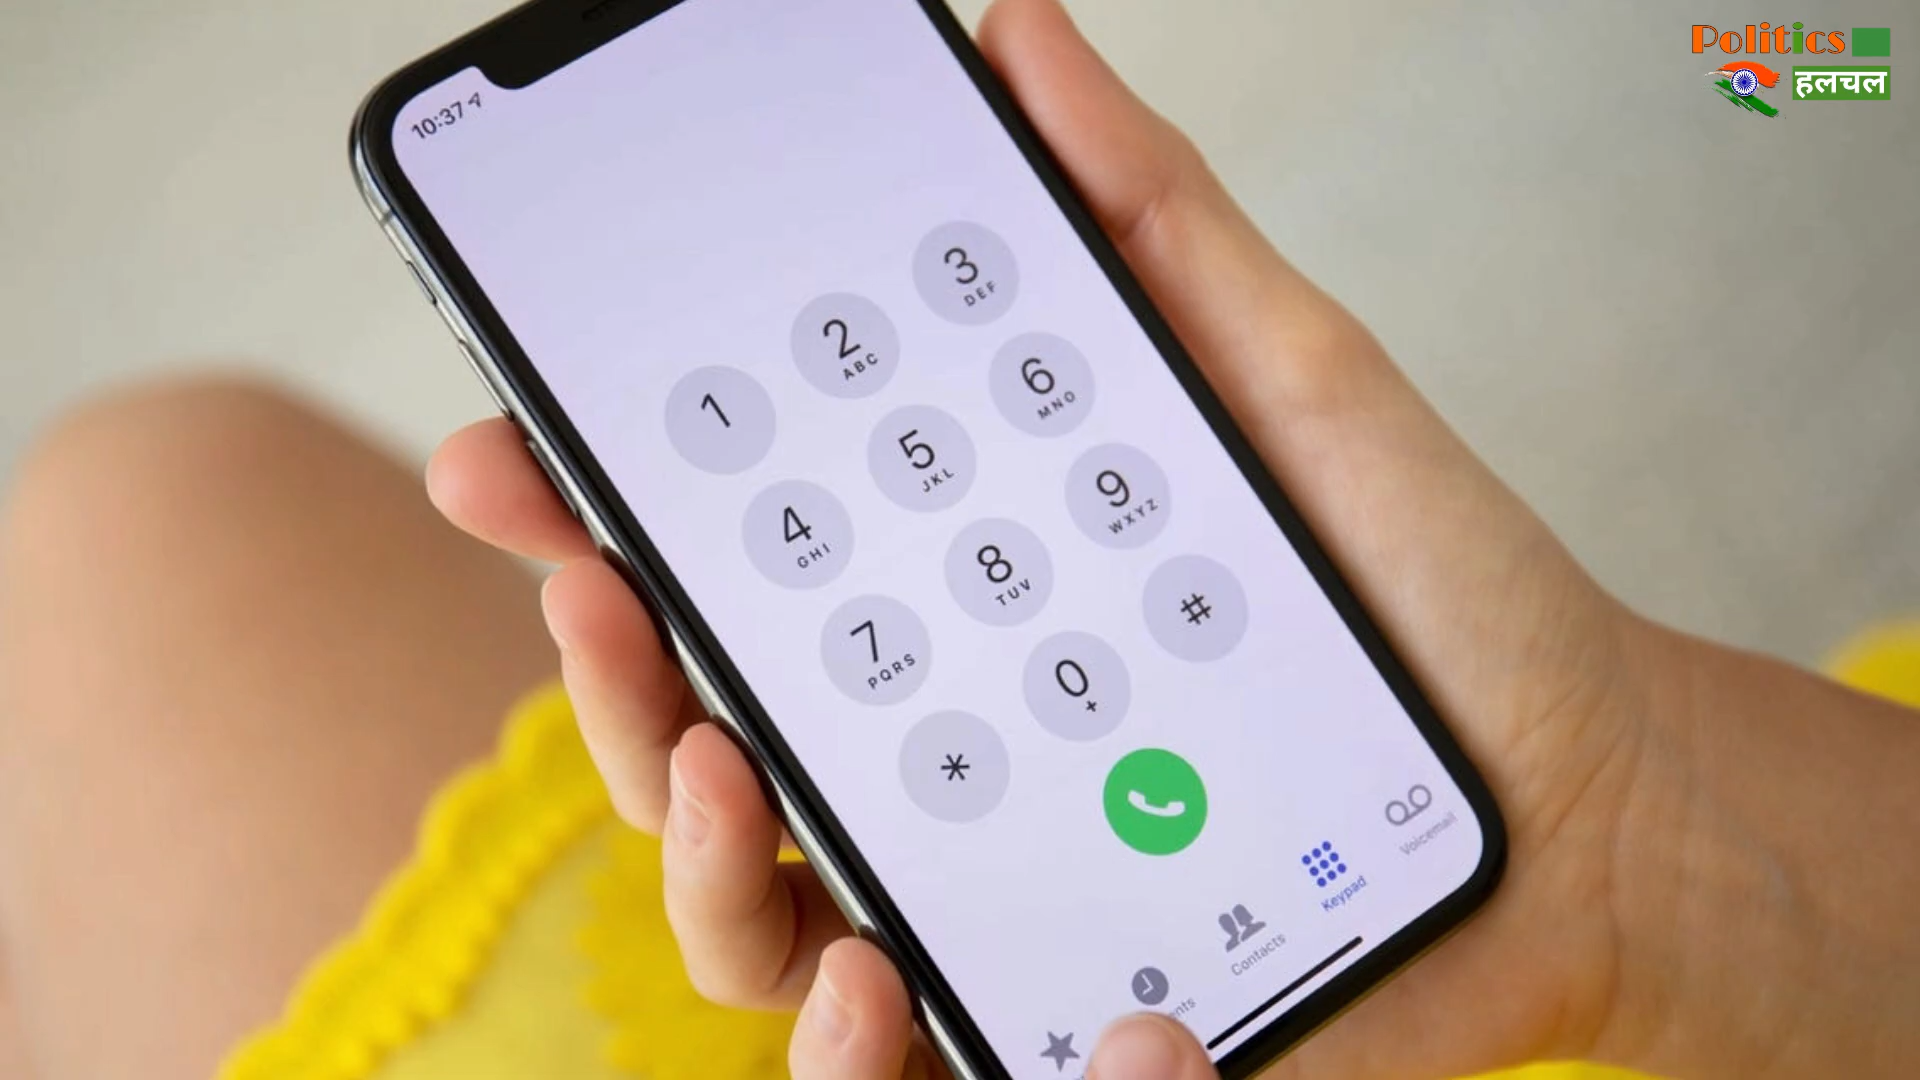 Politics
हलचल
10:37
1
2
ABC
3
DEF
4
GHI
5
JKL
6
MNO
7
PQRS
8
TUV
9
WXYZ
*
0
+
#
Contacts
Keypad
Voicemail